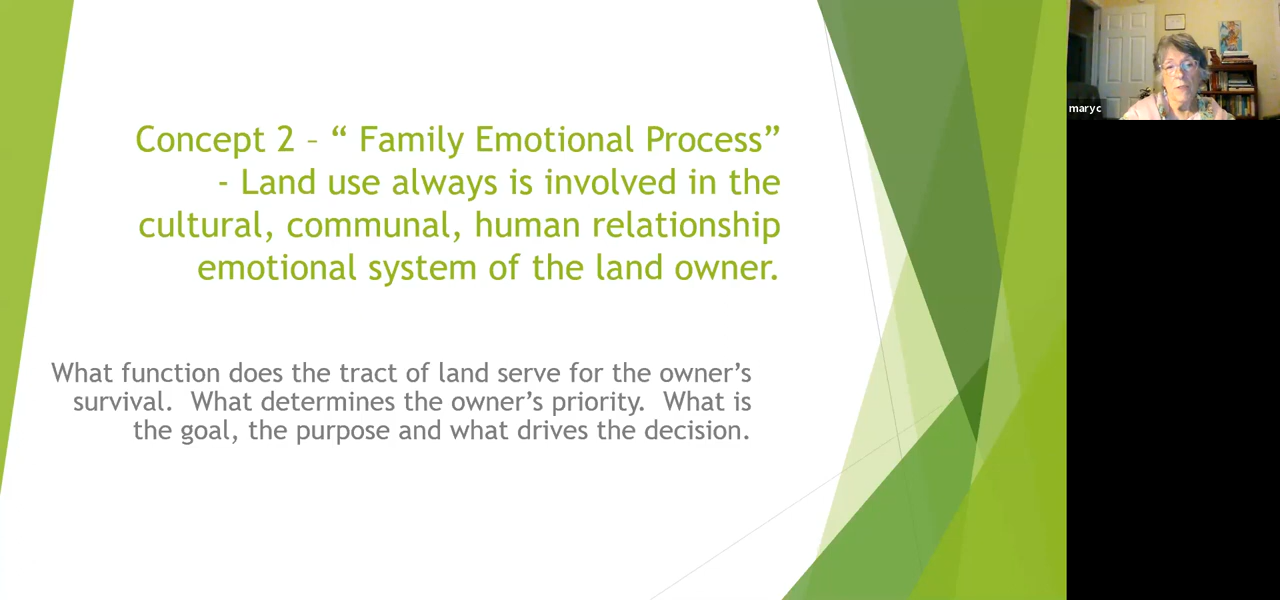 Concept 2 – “ Family Emotional Process”
- Land use always is involved in the
cultural, communal, human relationship
emotional system of the land owner.
What function does the tract of land serve for the owner’s
survival.  What determines the owner’s priority.  What is
the goal, the purpose and what drives the decision.
maryc